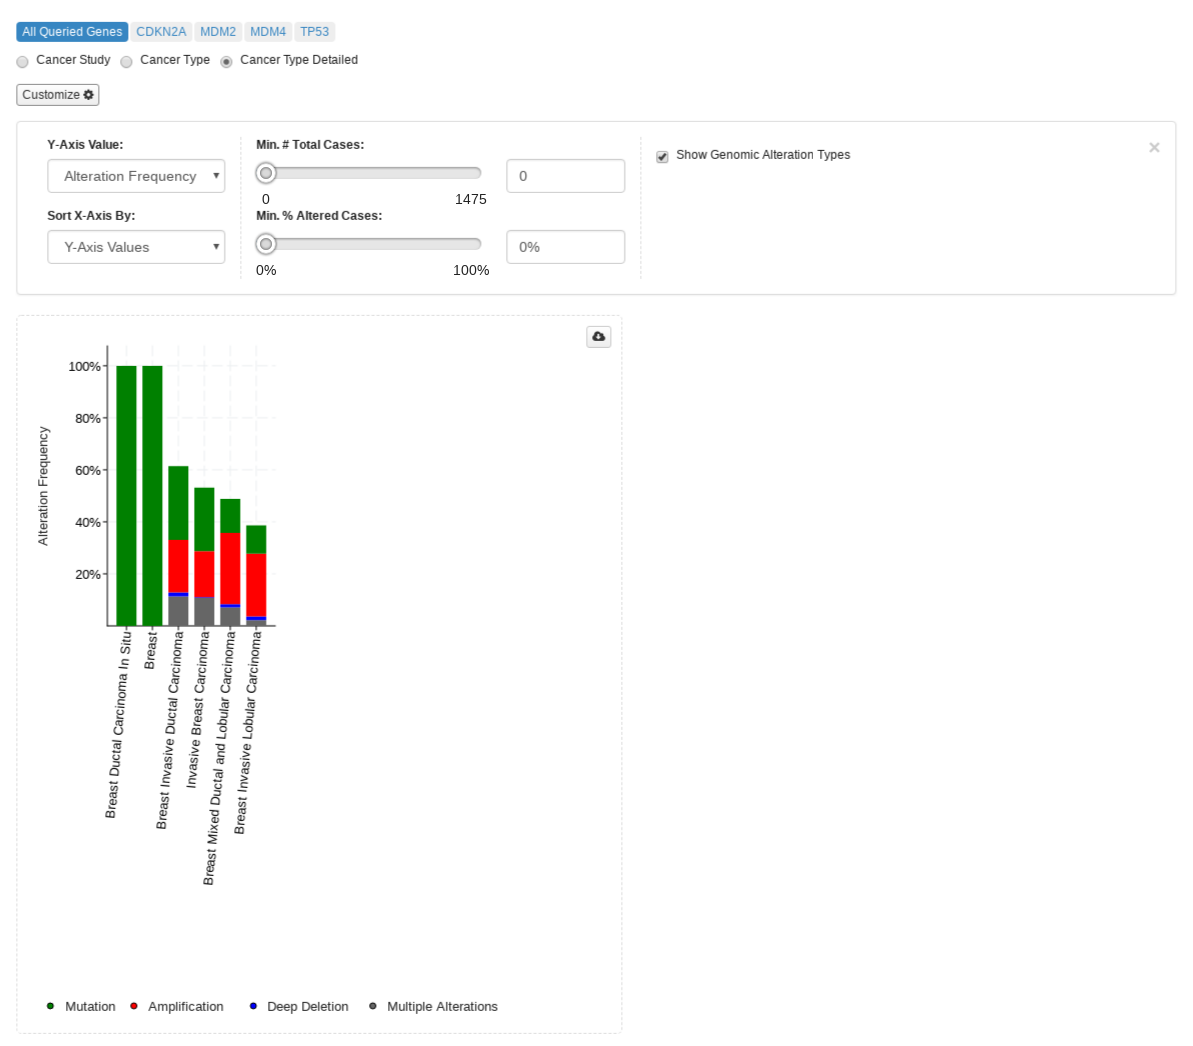 All Queried Genes CDKN2A MDM2 MDM4 TP53
Cancer Study Cancer Type Cancer Type Detailed
Customize
Y-Axis Value:
Alteration Frequency
Sort X-Axis By:
Y-Axis Values
Min. # Total Cases:
0
0 1475
Min. % Altered Cases:
0%
0% 100%
Show Genomic Alteration Types
×
Alteration Frequency
100%
80%
60%
40%
20%
Breast Ductal Carcinoma In Situ
Breast
Breast Invasive Ductal Carcinoma
Invasive Breast Carcinoma
Breast Mixed Ductal and Lobular Carcinoma
Breast Invasive Lobular Carcinoma
Mutation Amplification Deep Deletion Multiple Alterations